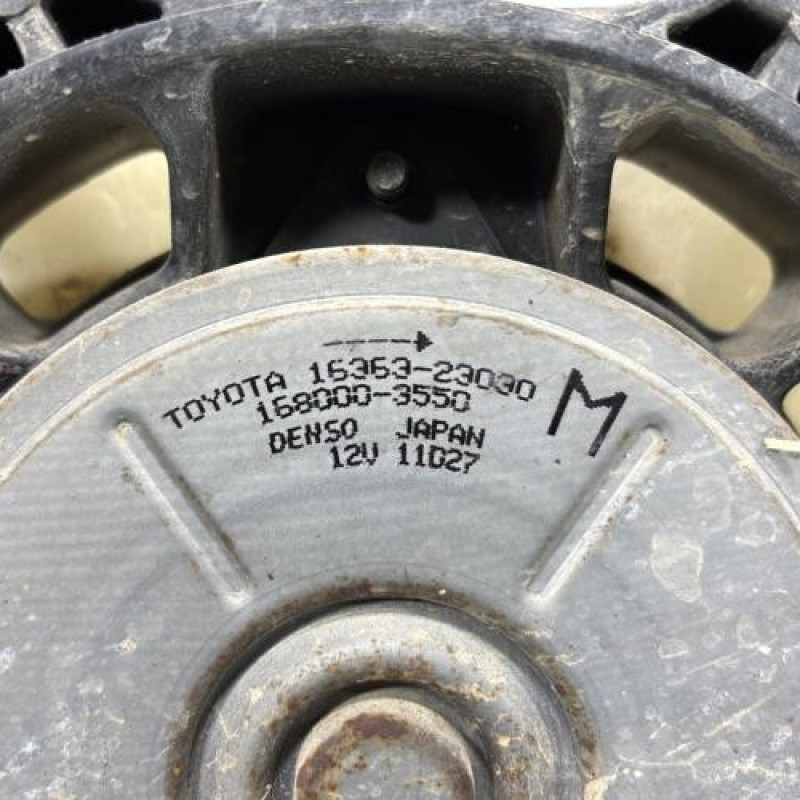 TOYOTA 16363-23030
168000-3550 M
DENSO JAPAN
12V 11D27